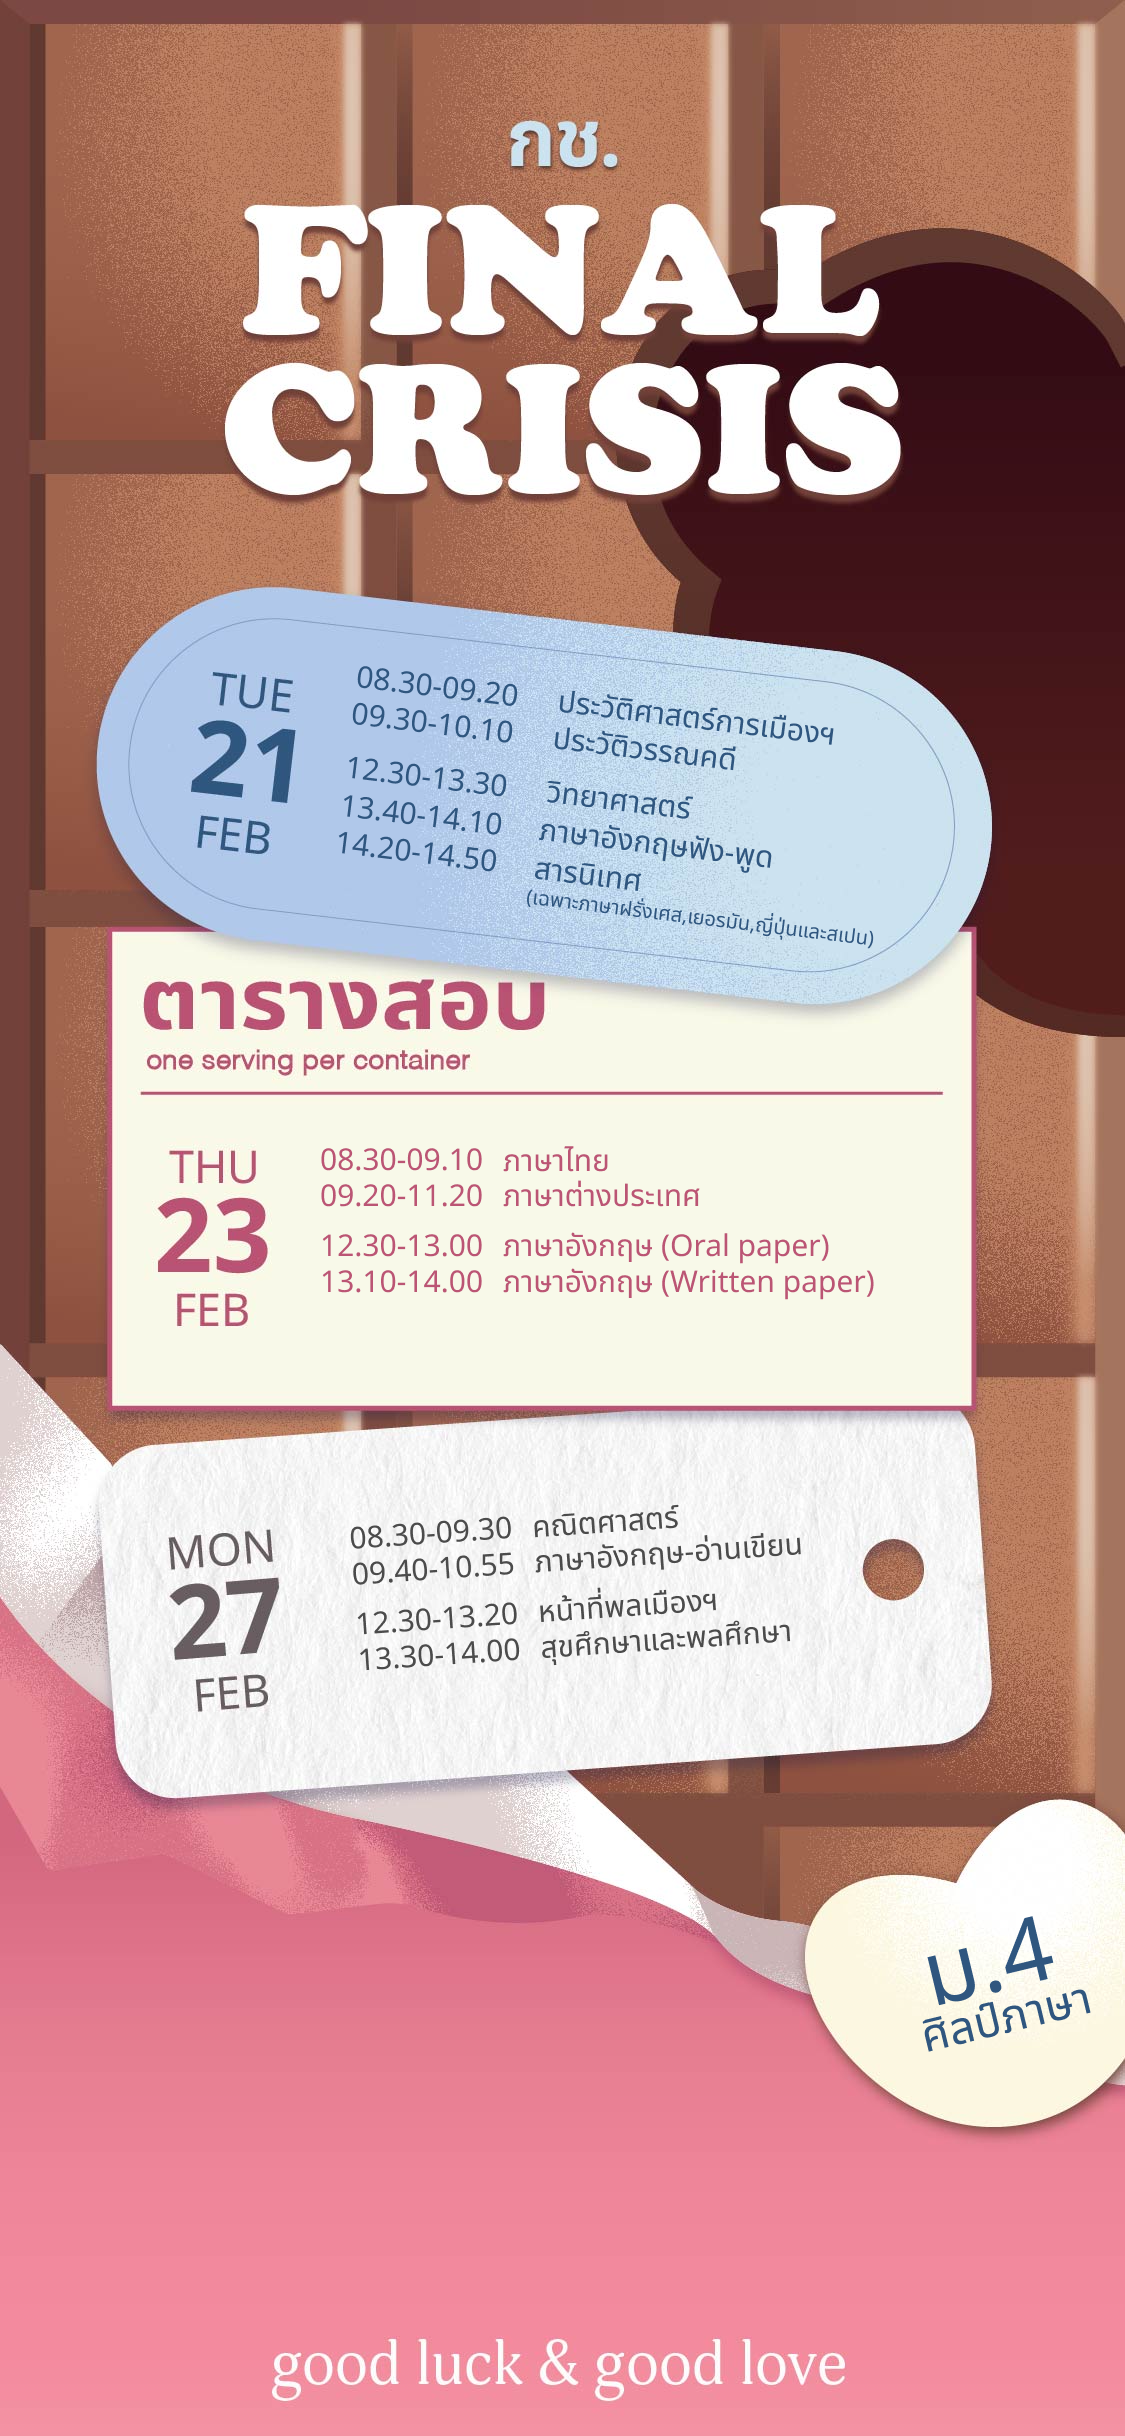 กช.
FINAL
CRISIS
TUE
21
FEB
08.30-09.20 ประวัติศาสตร์การเมืองฯ
09.30-10.10 ประวัติวรรณคดี
12.30-13.30 วิทยาศาสตร์
13.40-14.10 ภาษาอังกฤษฟัง-พูด
14.20-14.50 สารนิเทศ
(เฉพาะภาษาฝรั่งเศส,เยอรมัน,ญี่ปุ่นและสเปน)
ตารางสอบ
one serving per container
THU
23
FEB
08.30-09.10 ภาษาไทย
09.20-11.20 ภาษาต่างประเทศ
12.30-13.00 ภาษาอังกฤษ (Oral paper)
13.10-14.00 ภาษาอังกฤษ (Written paper)
MON
27
FEB
08.30-09.30 คณิตศาสตร์
09.40-10.55 ภาษาอังกฤษ-อ่านเขียน
12.30-13.20 หน้าที่พลเมืองฯ
13.30-14.00 สุขศึกษาและพลศึกษา
ม.4
ศิลป์ภาษา
good luck & good love